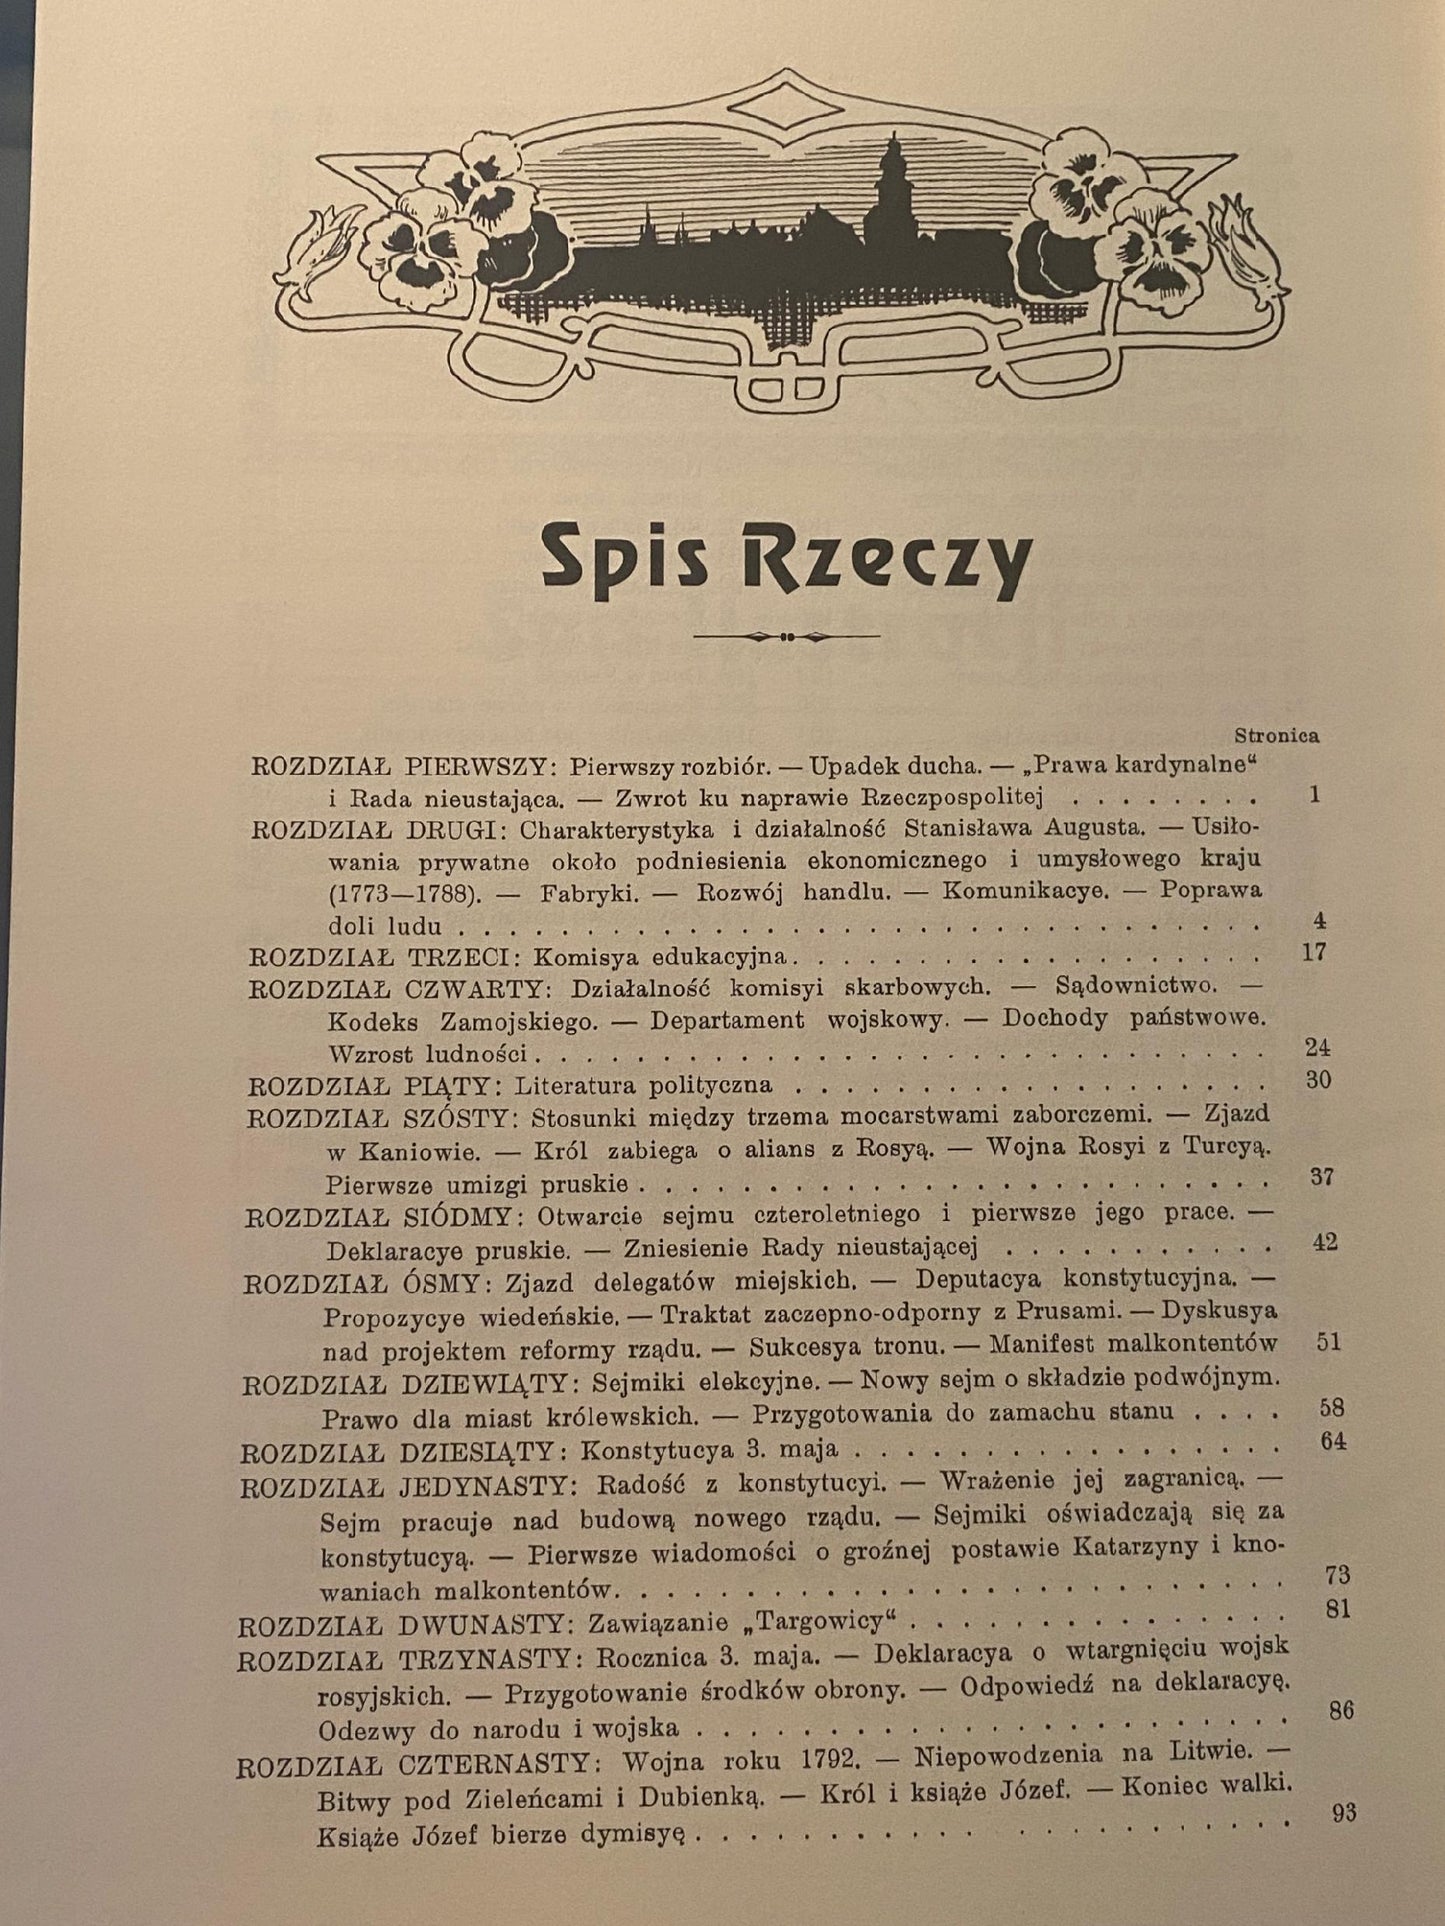 Spis Rzeczy
Stronica
ROZDZIAŁ PIERWSZY: Pierwszy rozbiór. — Upadek ducha. — „Prawa kardynalne“
i Rada nieustająca. — Zwrot ku naprawie Rzeczpospolitej . . . . . . . . 1
ROZDZIAŁ DRUGI: Charakterystyka i działalność Stanisława Augusta. — Usiło-
wania prywatne około podniesienia ekonomicznego i umysłowego kraju
(1773—1788). — Fabryki. — Rozwój handlu. — Komunikacye. — Poprawa
doli ludu . . . . . . . . . . . . . . . . . . . . . . . . . . . . . . 4
ROZDZIAŁ TRZECI: Komisya edukacyjna. . . . . . . . . . . . . . . . . . 17
ROZDZIAŁ CZWARTY: Działalność komisyi skarbowych. — Sądownictwo. —
Kodeks Zamojskiego. — Departament wojskowy. — Dochody państwowe.
Wzrost ludności . . . . . . . . . . . . . . . . . . . . . . . . . . . 24
ROZDZIAŁ PIĄTY: Literatura polityczna . . . . . . . . . . . . . . . . . . 30
ROZDZIAŁ SZÓSTY: Stosunki między trzema mocarstwami zaborczemi. — Zjazd
w Kaniowie. — Król zabiega o alians z Rosyą. — Wojna Rosyi z Turcyą.
Pierwsze umizgi pruskie . . . . . . . . . . . . . . . . . . . . . . . . 37
ROZDZIAŁ SIÓDMY: Otwarcie sejmu czteroletniego i pierwsze jego prace. —
Deklaracye pruskie. — Zniesienie Rady nieustającej . . . . . . . . . . . 42
ROZDZIAŁ ÓSMY: Zjazd delegatów miejskich. — Deputacya konstytucyjna. —
Propozycye wiedeńskie. — Traktat zaczepno-odporny z Prusami. — Dyskusya
nad projektem reformy rządu. — Sukcesya tronu. — Manifest malkontentów 51
ROZDZIAŁ DZIEWIĄTY: Sejmiki elekcyjne. — Nowy sejm o składzie podwójnym.
Prawo dla miast królewskich. — Przygotowania do zamachu stanu . . . . 58
ROZDZIAŁ DZIESIĄTY: Konstytucya 3. maja . . . . . . . . . . . . . . . . 64
ROZDZIAŁ JEDYNASTY: Radość z konstytucyi. — Wrażenie jej zagranicą. —
Sejm pracuje nad budową nowego rządu. — Sejmiki oświadczają się za
konstytucyą. — Pierwsze wiadomości o groźnej postawie Katarzyny i kno-
waniach malkontentów. . . . . . . . . . . . . . . . . . . . . . . . . 73
ROZDZIAŁ DWUNASTY: Zawiązanie „Targowicy“ . . . . . . . . . . . . . . 81
ROZDZIAŁ TRZYNASTY: Rocznica 3. maja. — Deklaracya o wtargnięciu wojsk
rosyjskich. — Przygotowanie środków obrony. — Odpowiedź na deklaracyę.
Odezwy do narodu i wojska . . . . . . . . . . . . . . . . . . . . . . 86
ROZDZIAŁ CZTERNASTY: Wojna roku 1792. — Niepowodzenia na Litwie. —
Bitwy pod Zieleńcami i Dubienką. — Król i książe Józef. — Koniec walki.
Książe Józef bierze dymisyę . . . . . . . . . . . . . . . . . . . . . . 93